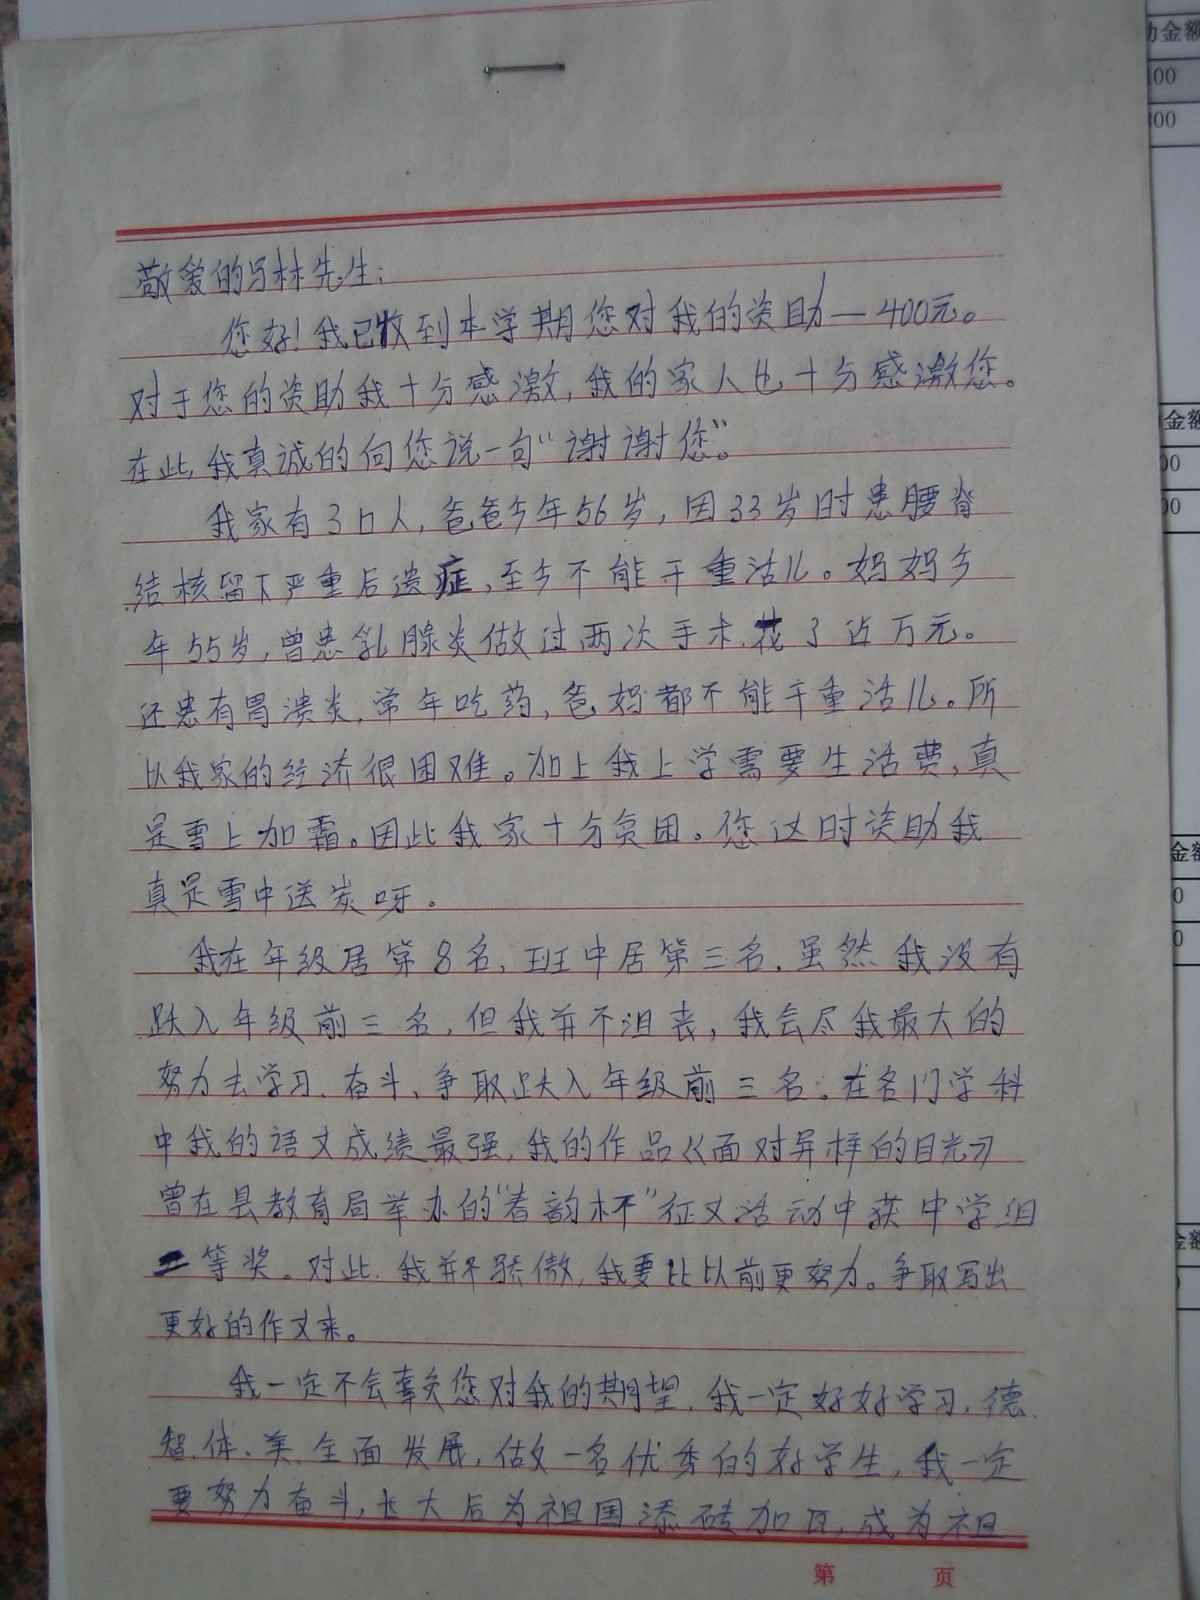 敬爱的马林先生：
您好！我已收到本学期您对我的资助—400元。
对于您的资助我十分感激，我的家人也十分感激您。
在此，我真诚的向您说一句“谢谢您”。
我家有3口人，爸爸今年56岁，因33岁时患腰脊
结核留下严重后遗症，至今不能干重活儿。妈妈今
年55岁，曾患乳腺炎做过两次手术，花了近万元。
还患有胃溃炎，常年吃药，爸妈都不能干重活儿。所
以我家的经济很困难。加上我上学需要生活费，真
是雪上加霜。因此我家十分贫困。您这时资助我
真是雪中送炭呀。
我在年级居第8名，班中居第三名，虽然我没有
跃入年级前三名，但我并不沮丧，我会尽我最大的
努力去学习、奋斗、争取跃入年级前三名。在各门学科
中我的语文成绩最强，我的作品《面对异样的目光》
曾在县教育局举办的“春韵杯”征文活动中获中学组
二等奖。对此，我并不骄傲，我要比以前更努力。争取写出
更好的作文来。
我一定不会辜负您对我的期望，我一定好好学习，德、
智、体、美、全面发展，做一名优秀的好学生，我一定
要努力奋斗，长大后为祖国添砖加瓦，成为祖
第 页
助金额
金额
00
00
金额
0
0
金额